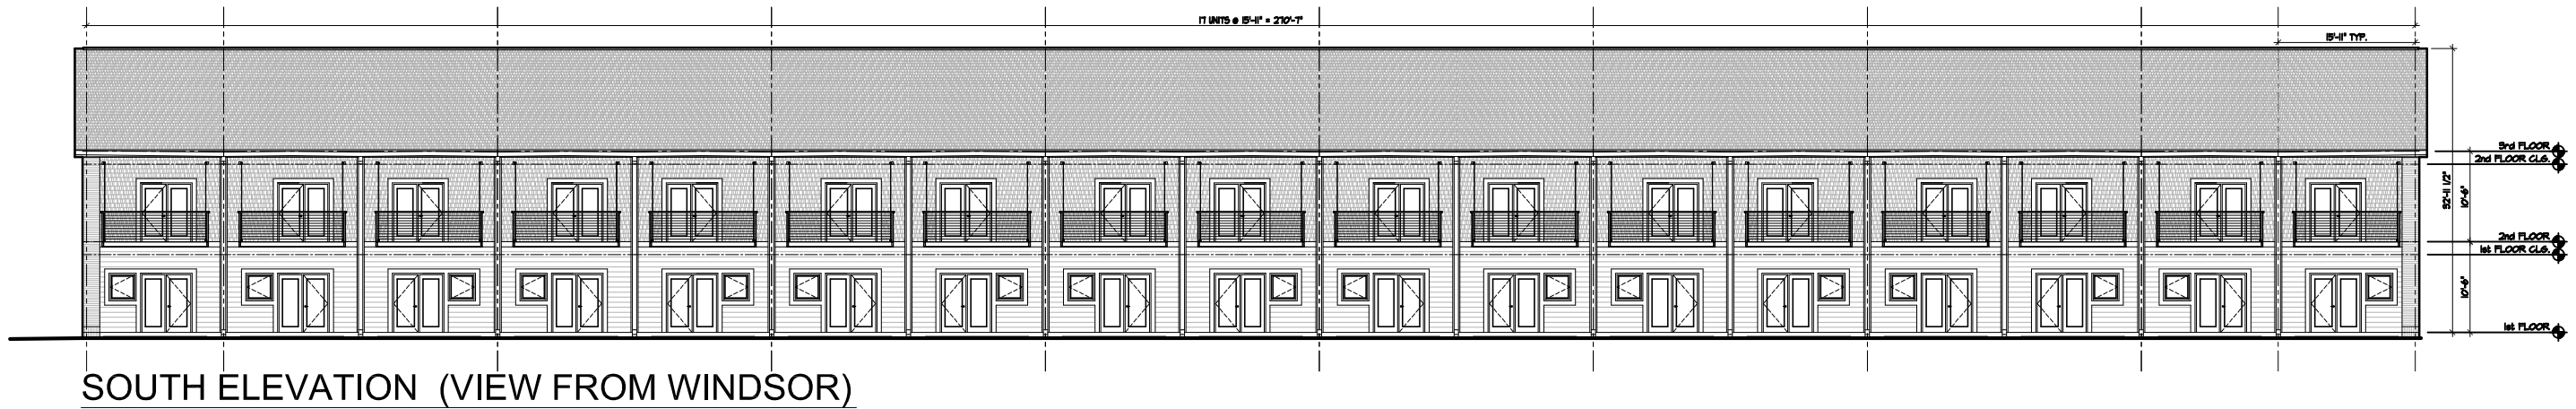 17 UNITS @ 15'-11" = 270'-7"
15'-11" TYP.
3rd FLOOR
2nd FLOOR CLG.
32'-11 1/2"
10'-6"
2nd FLOOR
1st FLOOR CLG.
10'-6"
1st FLOOR
SOUTH ELEVATION (VIEW FROM WINDSOR)